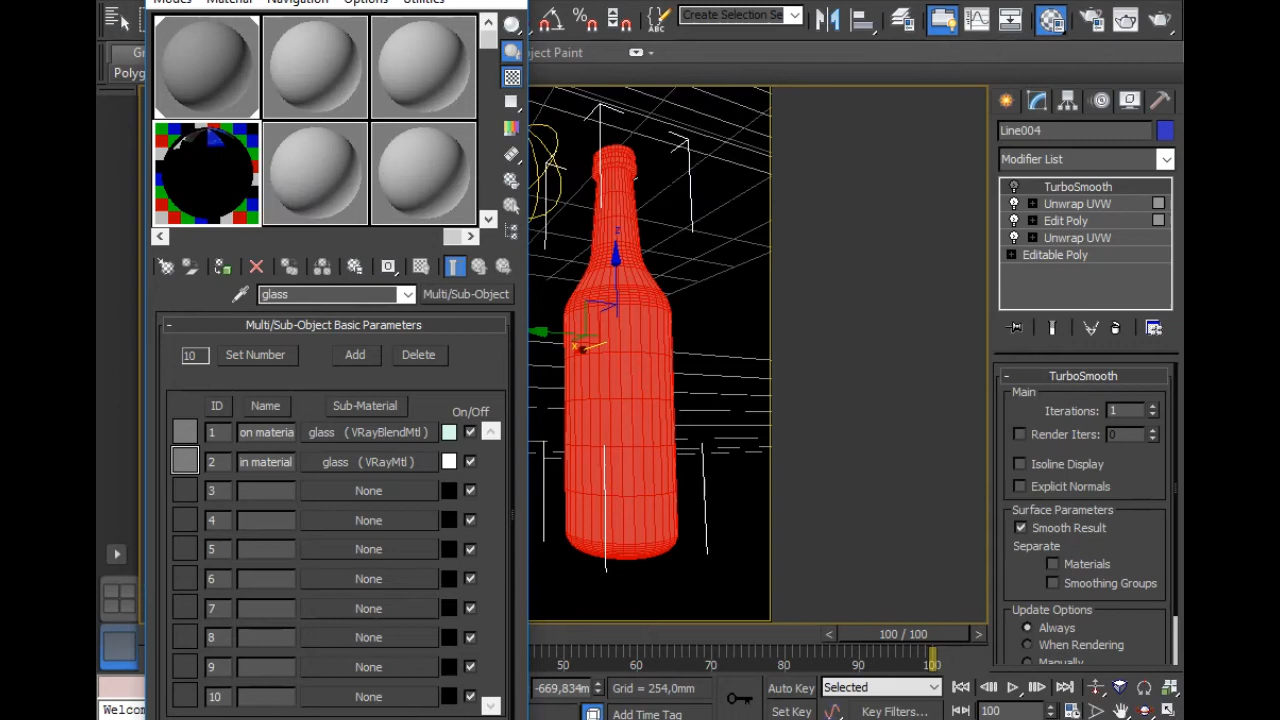 Modes Material Navigation Options Utilities
Create Selection Se
ABC
ject Paint
Polyg
Line004
Modifier List
TurboSmooth
Unwrap UVW
Edit Poly
Unwrap UVW
Editable Poly
glass
Multi/Sub-Object
- Multi/Sub-Object Basic Parameters
10 Set Number Add Delete
ID Name Sub-Material On/Off
1 on materia glass ( VRayBlendMtl )
2 in material glass ( VRayMtl )
3 None
4 None
5 None
6 None
7 None
8 None
9 None
10 None
z
x
- TurboSmooth
Main
Iterations: 1
Render Iters: 0
Isoline Display
Explicit Normals
Surface Parameters
Smooth Result
Separate
Materials
Smoothing Groups
Update Options
Always
When Rendering
Manually
< 100 / 100 >
50 60 70 80 90 100
-669,834m Grid = 254,0mm Auto Key Selected
Welcom Add Time Tag Set Key Key Filters... 100